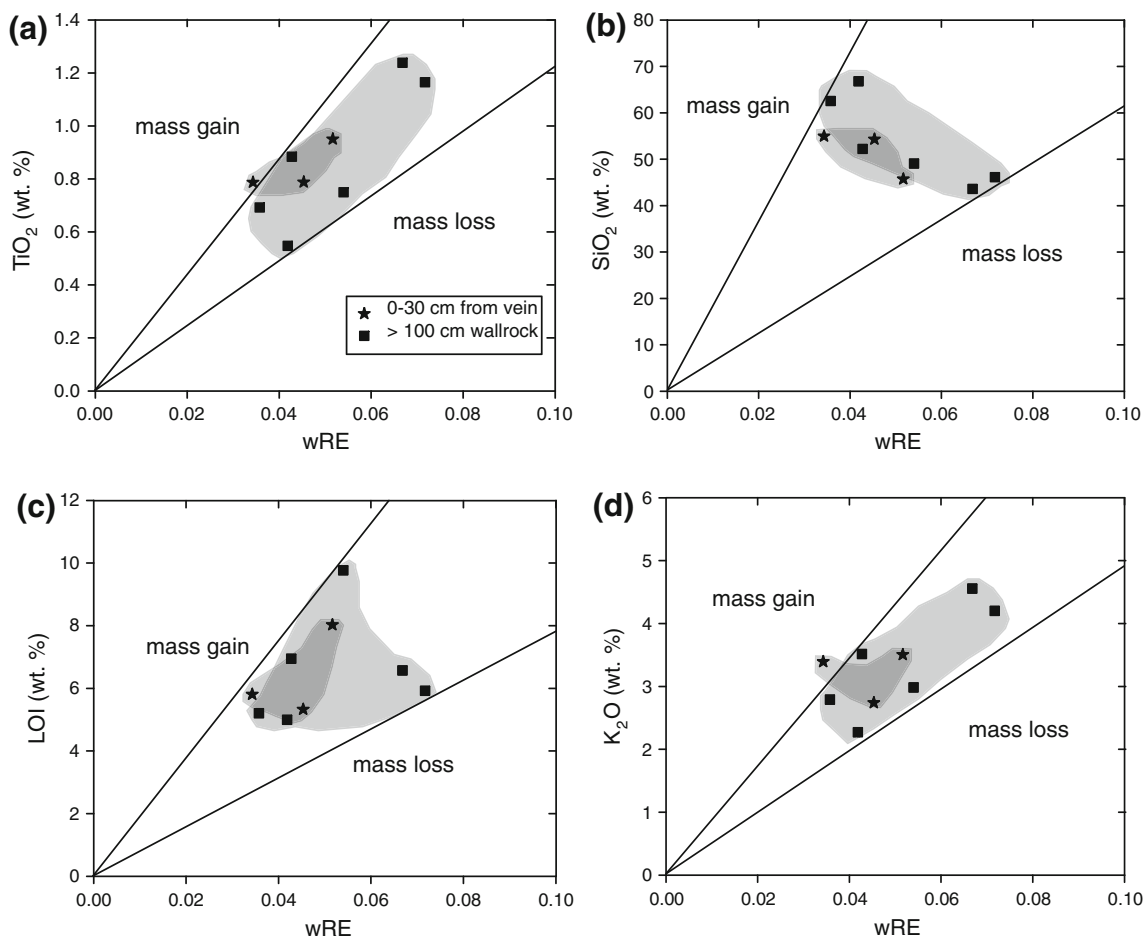 (a)
1.4
1.2
1.0
0.8
0.6
0.4
0.2
0.0
TiO2 (wt. %)
mass gain
mass loss
0-30 cm from vein
> 100 cm wallrock
0.00 0.02 0.04 0.06 0.08 0.10
wRE
(b)
80
70
60
50
40
30
20
10
0
SiO2 (wt. %)
mass gain
mass loss
0.00 0.02 0.04 0.06 0.08 0.10
wRE
(c)
12
10
8
6
4
2
0
LOI (wt. %)
mass gain
mass loss
0.00 0.02 0.04 0.06 0.08 0.10
wRE
(d)
6
5
4
3
2
1
0
K2O (wt. %)
mass gain
mass loss
0.00 0.02 0.04 0.06 0.08 0.10
wRE